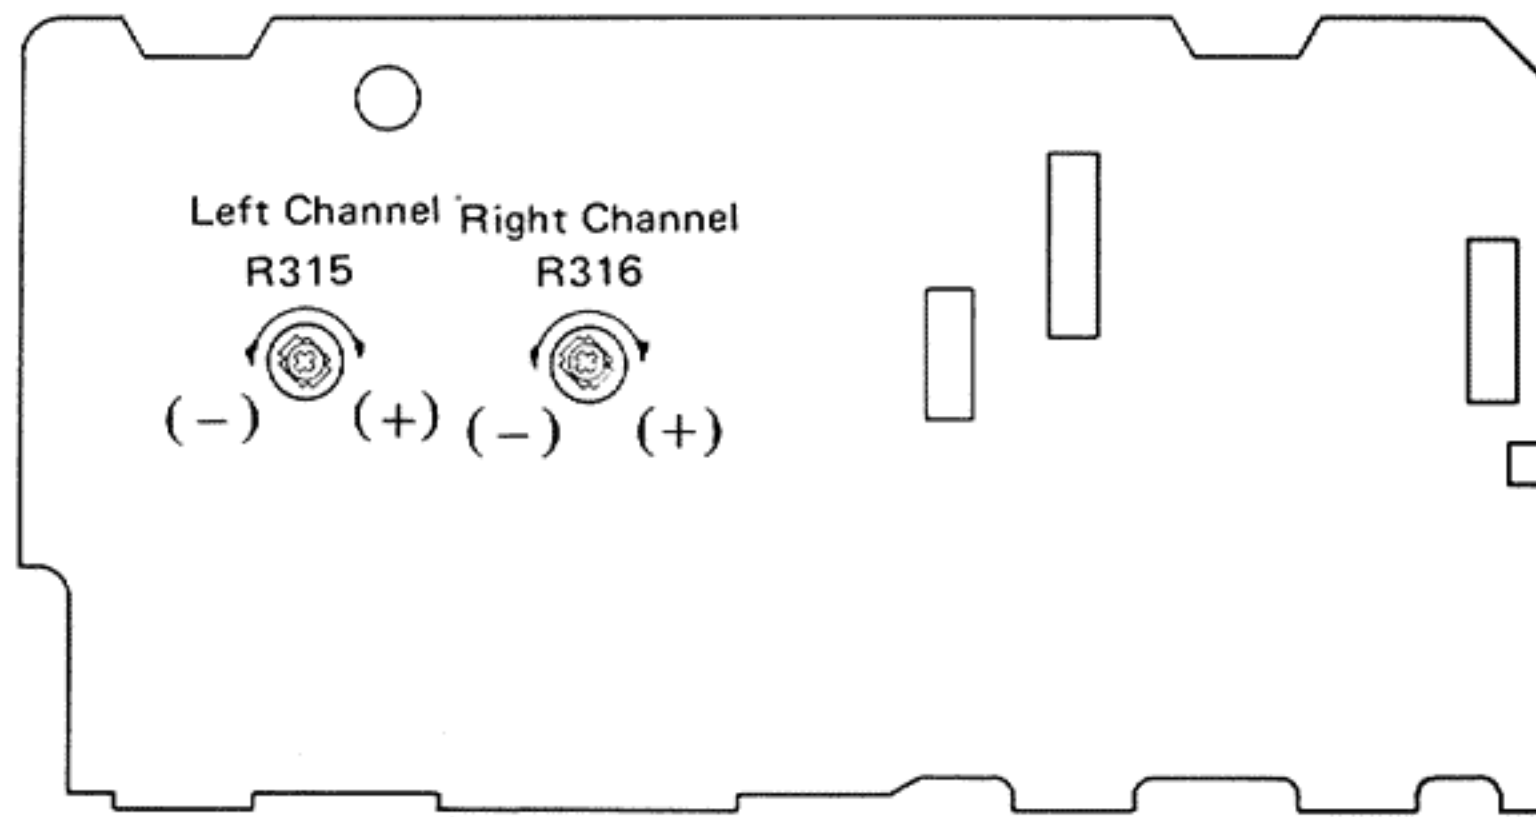 Left Channel Right Channel
R315 R316
(−) (+) (−) (+)